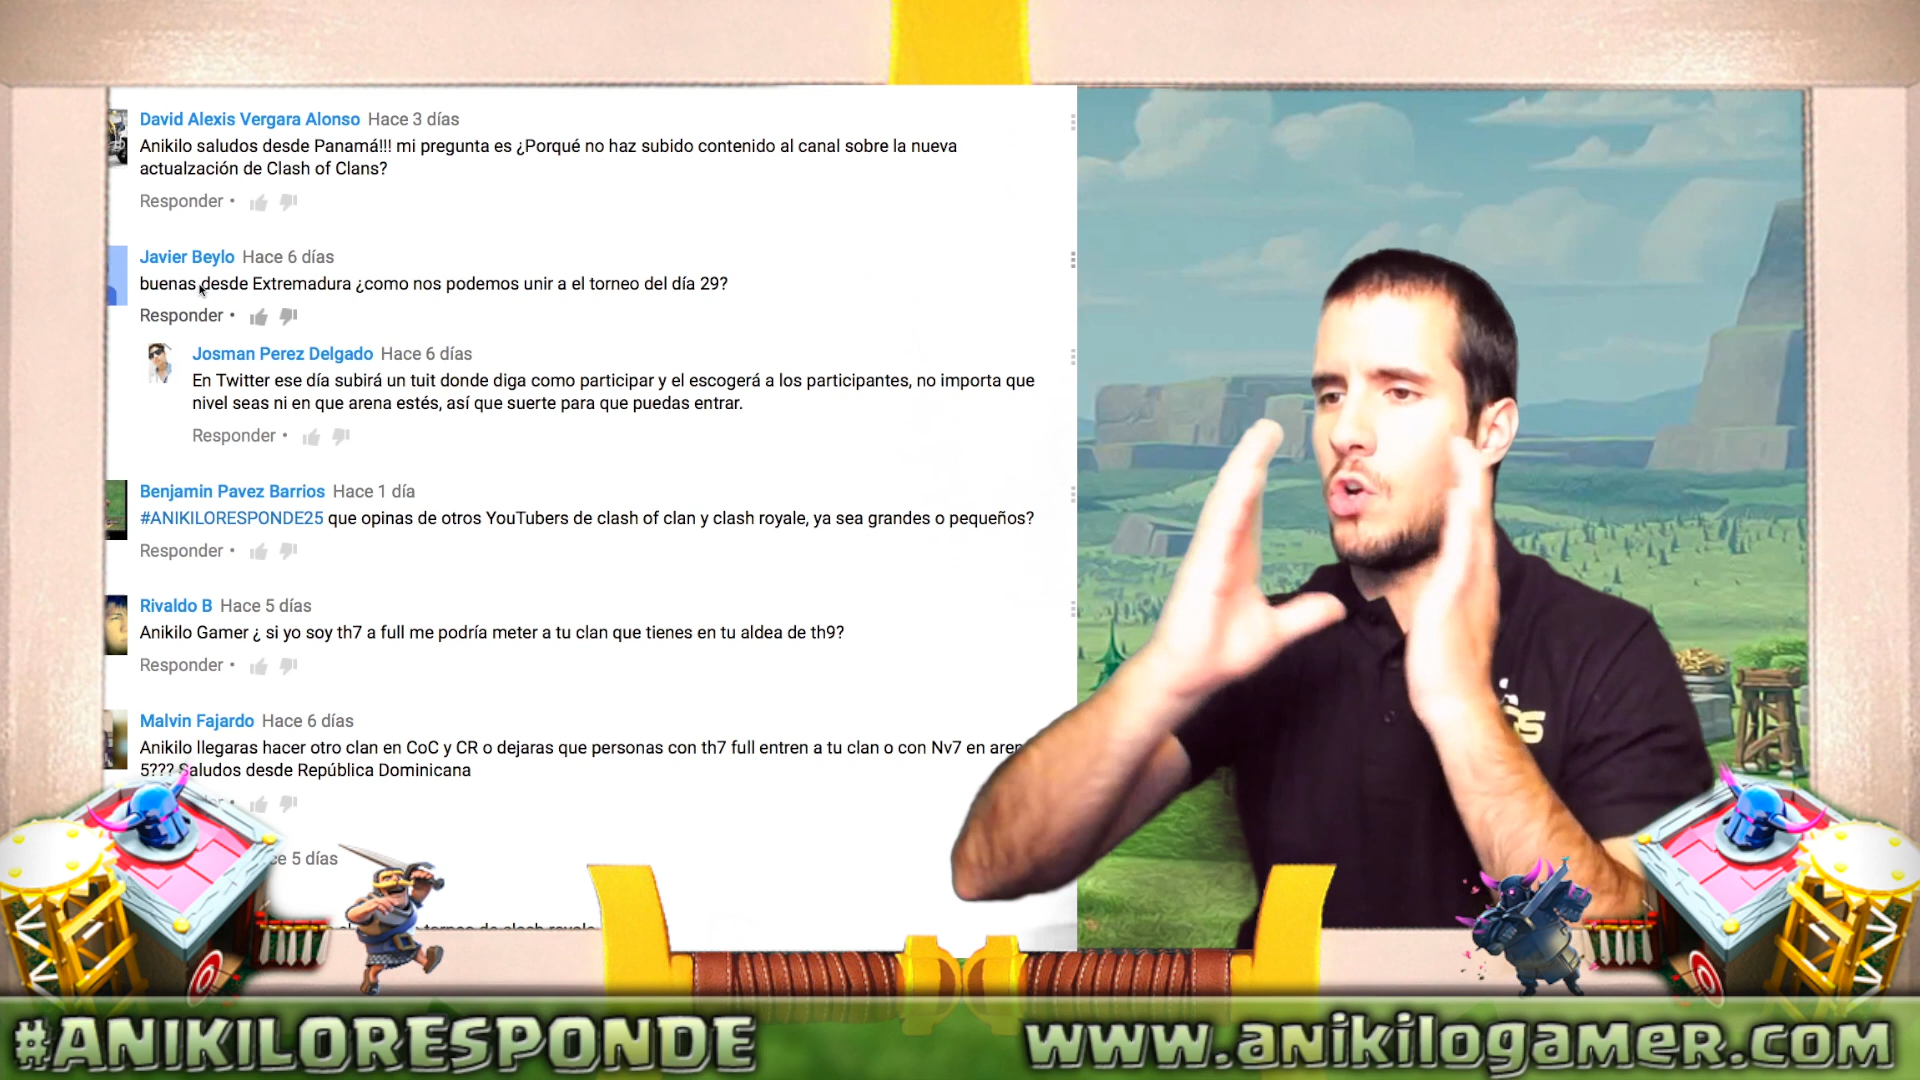 David Alexis Vergara Alonso Hace 3 días
Anikilo saludos desde Panamá!!! mi pregunta es ¿Porqué no haz subido contenido al canal sobre la nueva
actualzación de Clash of Clans?
Responder •
Javier Beylo Hace 6 días
buenas desde Extremadura ¿como nos podemos unir a el torneo del día 29?
Responder •
Josman Perez Delgado Hace 6 días
En Twitter ese día subirá un tuit donde diga como participar y el escogerá a los participantes, no importa que
nivel seas ni en que arena estés, así que suerte para que puedas entrar.
Responder •
Benjamin Pavez Barrios Hace 1 día
#ANIKILORESPONDE25 que opinas de otros YouTubers de clash of clan y clash royale, ya sea grandes o pequeños?
Responder •
Rivaldo B Hace 5 días
Anikilo Gamer ¿ si yo soy th7 a full me podría meter a tu clan que tienes en tu aldea de th9?
Responder •
Malvin Fajardo Hace 6 días
Anikilo llegaras hacer otro clan en CoC y CR o dejaras que personas con th7 full entren a tu clan o con Nv7 en aren
5??? Saludos desde República Dominicana
5 días
torneo de clash royale
#ANIKILORESPONDE
www.anikilogamer.com